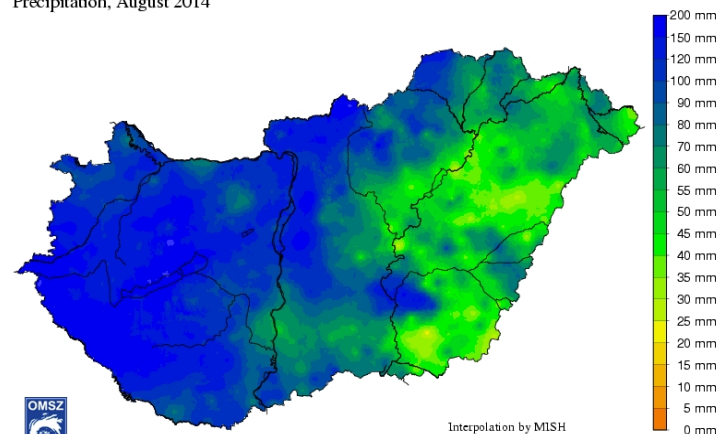 Precipitation, August 2014
200 mm
150 mm
120 mm
100 mm
90 mm
80 mm
70 mm
60 mm
55 mm
50 mm
45 mm
40 mm
35 mm
30 mm
25 mm
20 mm
15 mm
10 mm
5 mm
0 mm
OMSZ
Interpolation by MISH